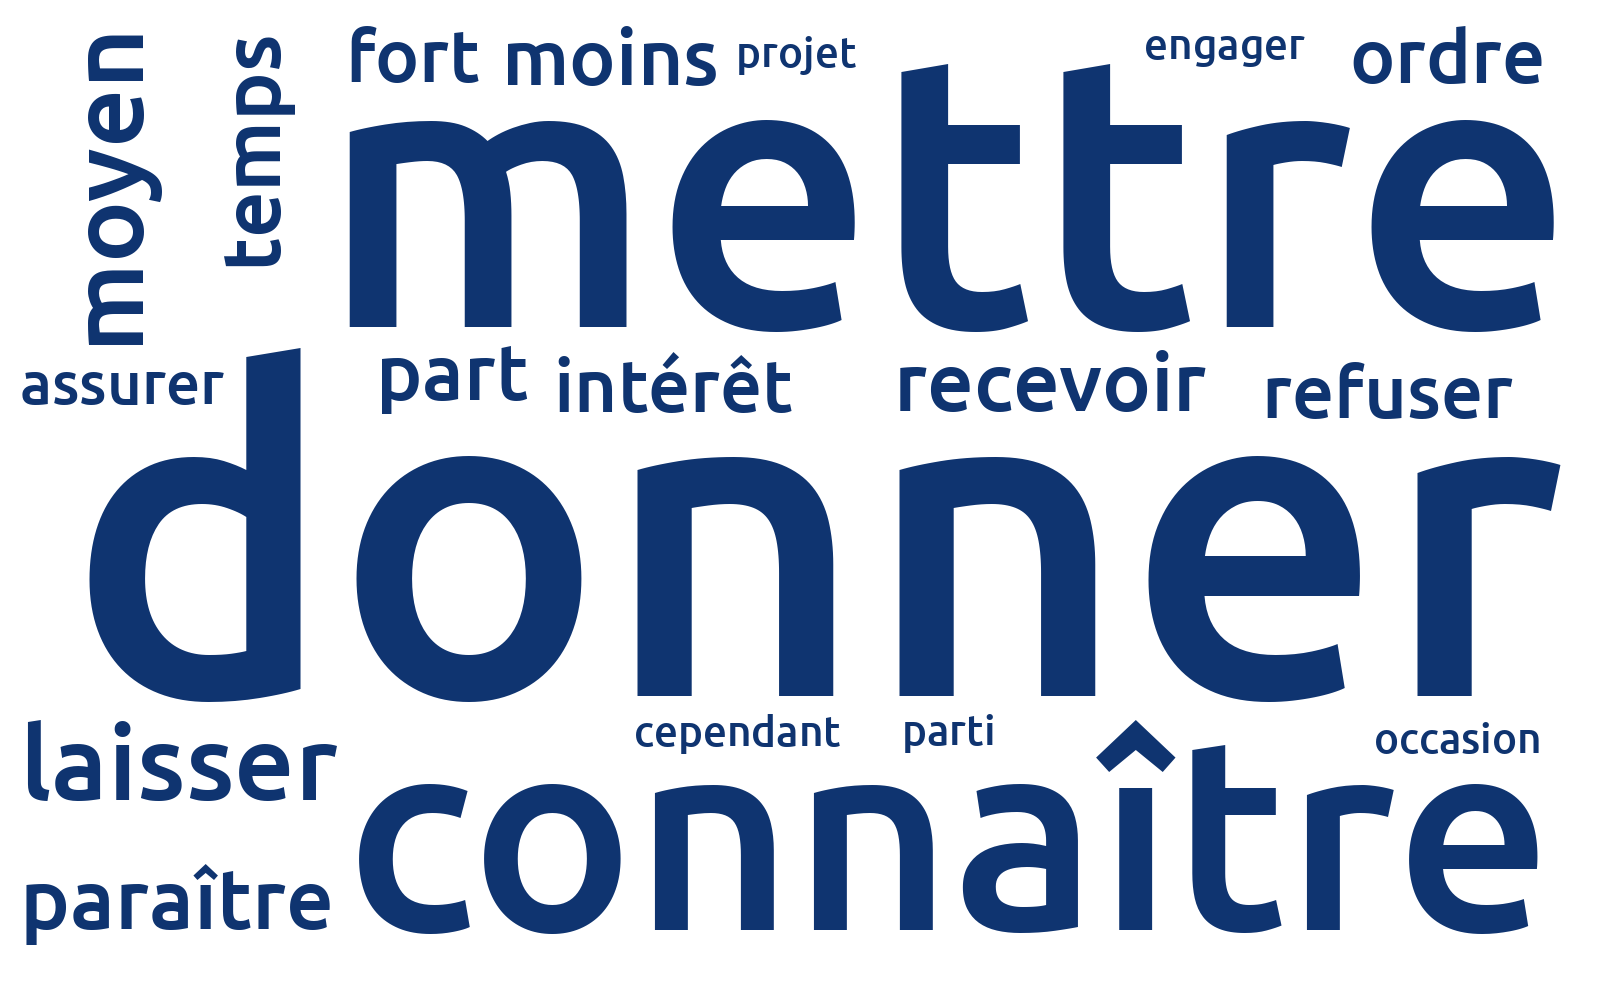 moyen
temps
fort moins projet engager ordre
mettre
assurer part intérêt recevoir refuser
donner
laisser cependant parti occasion
connaître
paraître